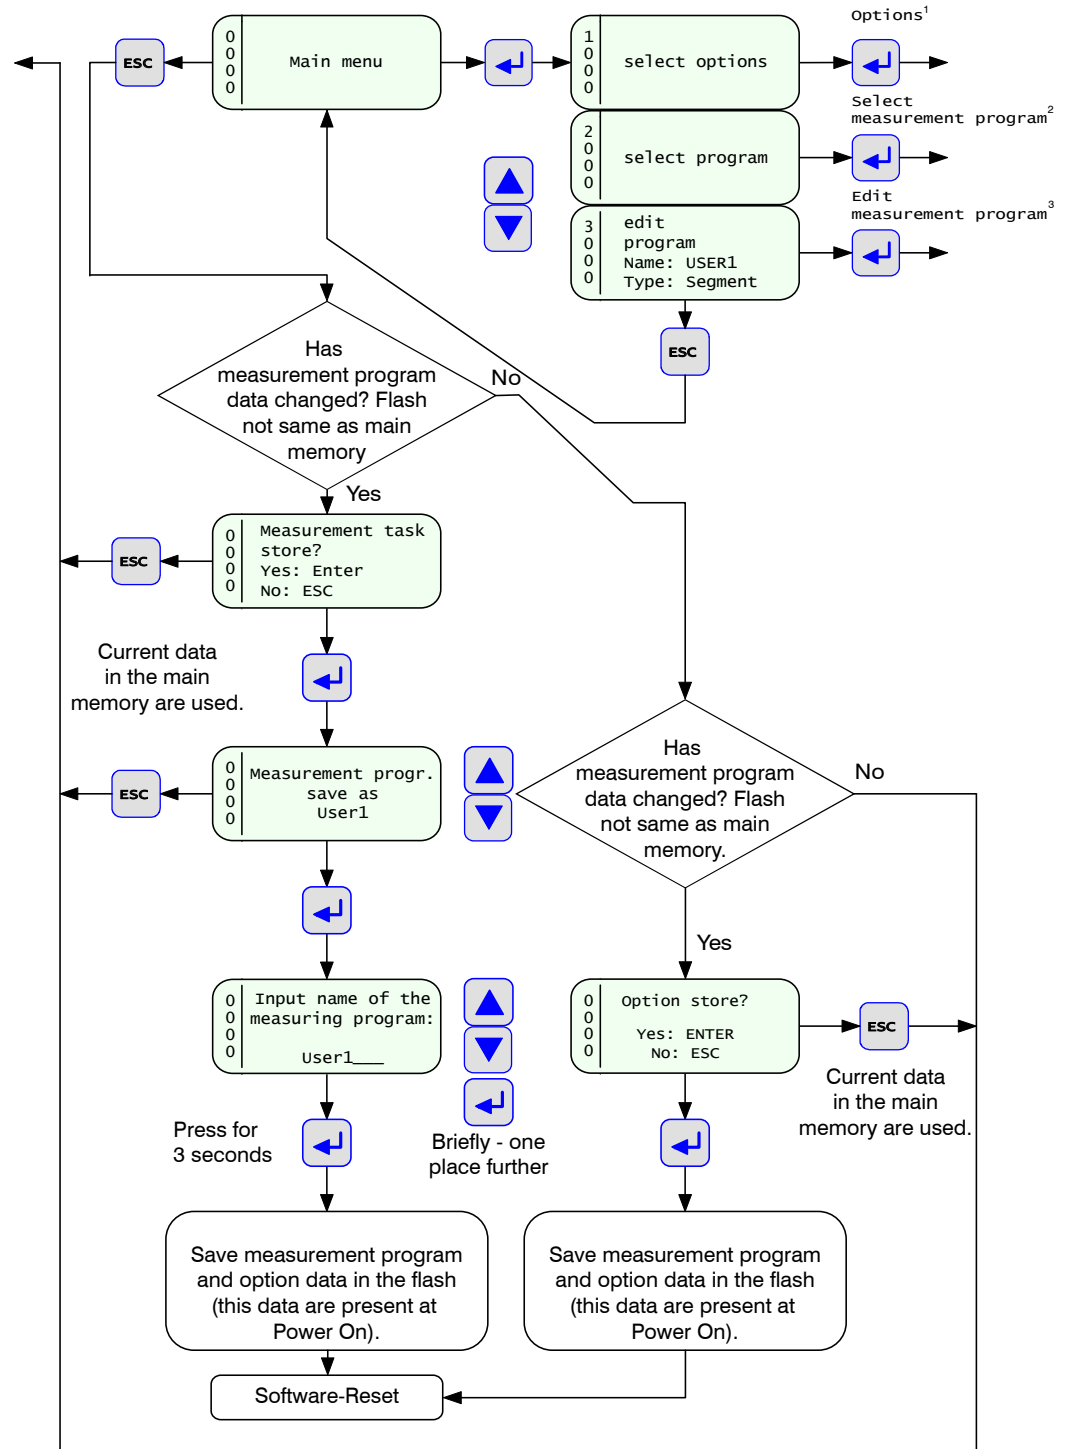 Options¹
ESC
0
0
0
0
Main menu
1
0
0
0
select options
Select
measurement program²
2
0
0
0
select program
Edit
measurement program³
3
0
0
0
edit
program
Name: USER1
Type: Segment
ESC
Has
measurement program
data changed? Flash
not same as main
memory
No
Yes
0
0
0
0
Measurement task
store?
Yes: Enter
No: ESC
ESC
Current data
in the main
memory are used.
0
0
0
0
Measurement progr.
save as
User1
ESC
Has
measurement program
data changed? Flash
not same as main
memory.
No
Yes
0
0
0
0
Input name of the
measuring program:
User1___
0
0
0
0
Option store?
Yes: ENTER
No: ESC
ESC
Current data
in the main
memory are used.
Press for
3 seconds
Briefly - one
place further
Save measurement program
and option data in the flash
(this data are present at
Power On).
Save measurement program
and option data in the flash
(this data are present at
Power On).
Software-Reset